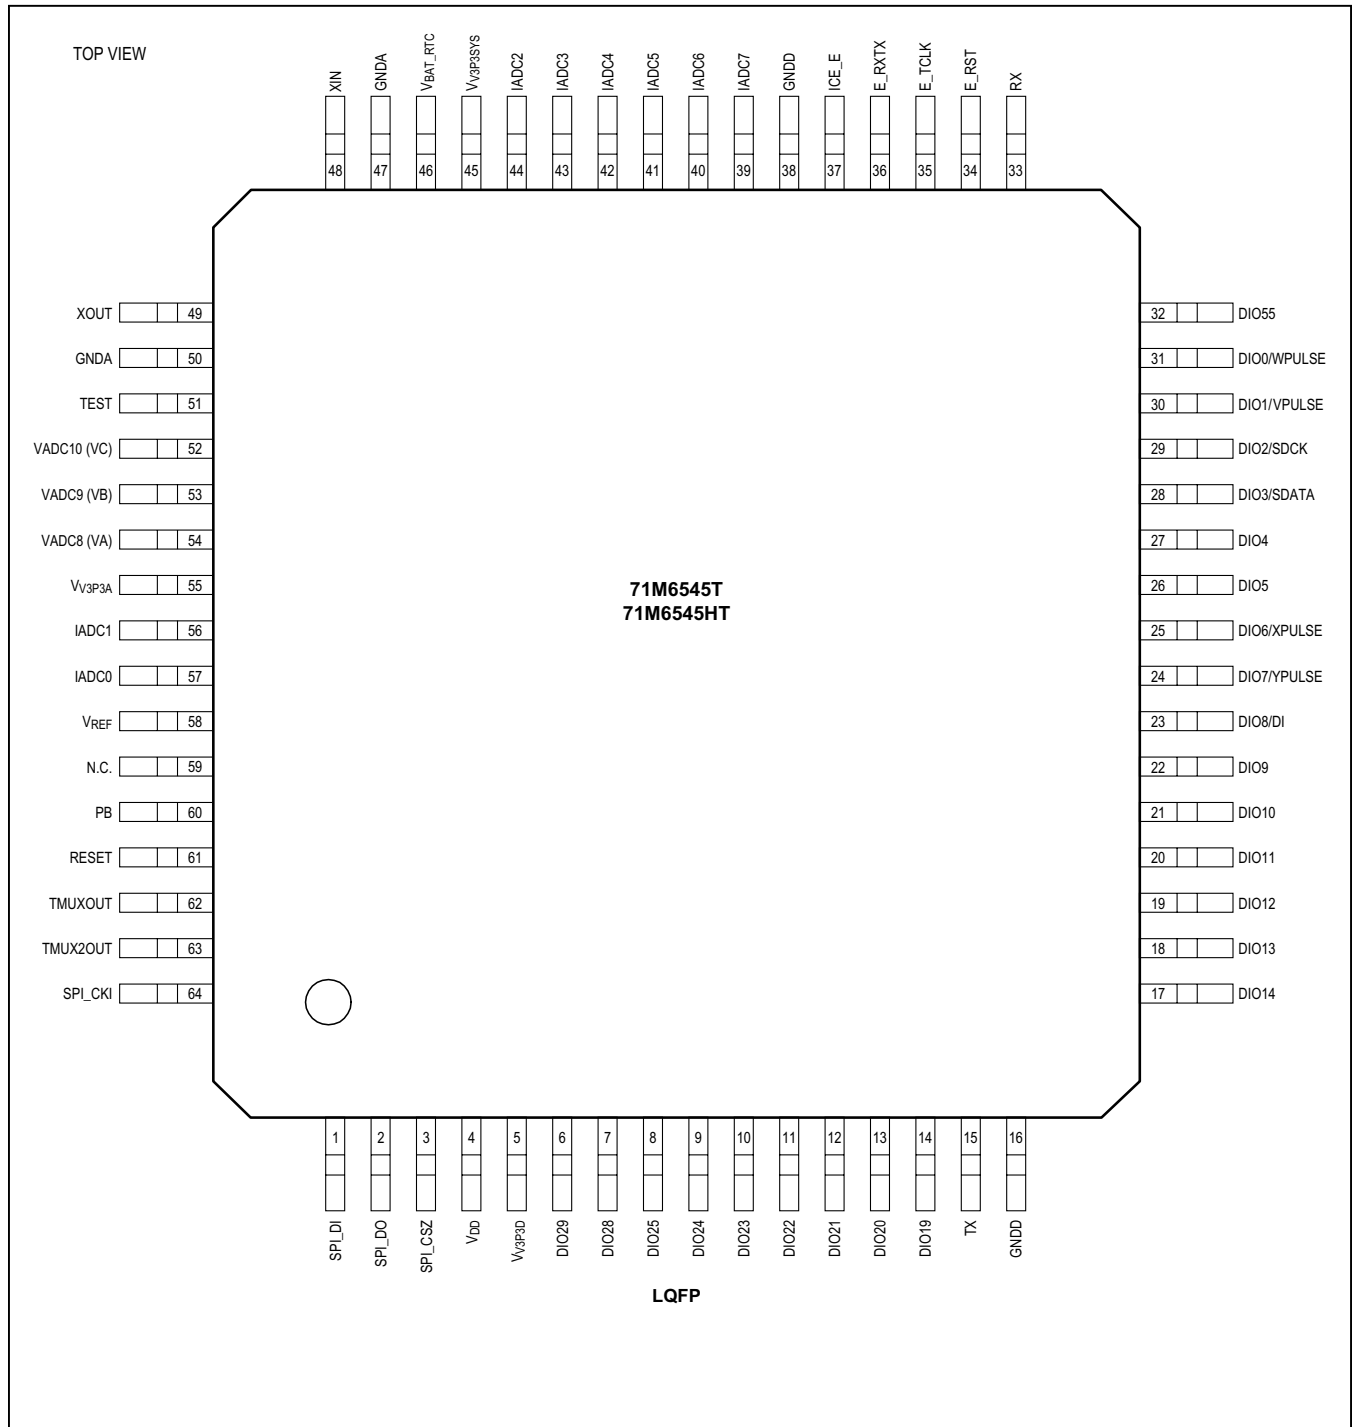 TOP VIEW
XIN
GNDA
VBAT_RTC
VV3P3SYS
IADC2
IADC3
IADC4
IADC5
IADC6
IADC7
GNDD
ICE_E
E_RXTX
E_TCLK
E_RST
RX
48
47
46
45
44
43
42
41
40
39
38
37
36
35
34
33
XOUT 49
GNDA 50
TEST 51
VADC10 (VC) 52
VADC9 (VB) 53
VADC8 (VA) 54
VV3P3A 55
IADC1 56
IADC0 57
VREF 58
N.C. 59
PB 60
RESET 61
TMUXOUT 62
TMUX2OUT 63
SPI_CKI 64
71M6545T
71M6545HT
32 DIO55
31 DIO0/WPULSE
30 DIO1/VPULSE
29 DIO2/SDCK
28 DIO3/SDATA
27 DIO4
26 DIO5
25 DIO6/XPULSE
24 DIO7/YPULSE
23 DIO8/DI
22 DIO9
21 DIO10
20 DIO11
19 DIO12
18 DIO13
17 DIO14
1
2
3
4
5
6
7
8
9
10
11
12
13
14
15
16
SPI_DI
SPI_DO
SPI_CSZ
VDD
VV3P3D
DIO29
DIO28
DIO25
DIO24
DIO23
DIO22
DIO21
DIO20
DIO19
TX
GNDD
LQFP